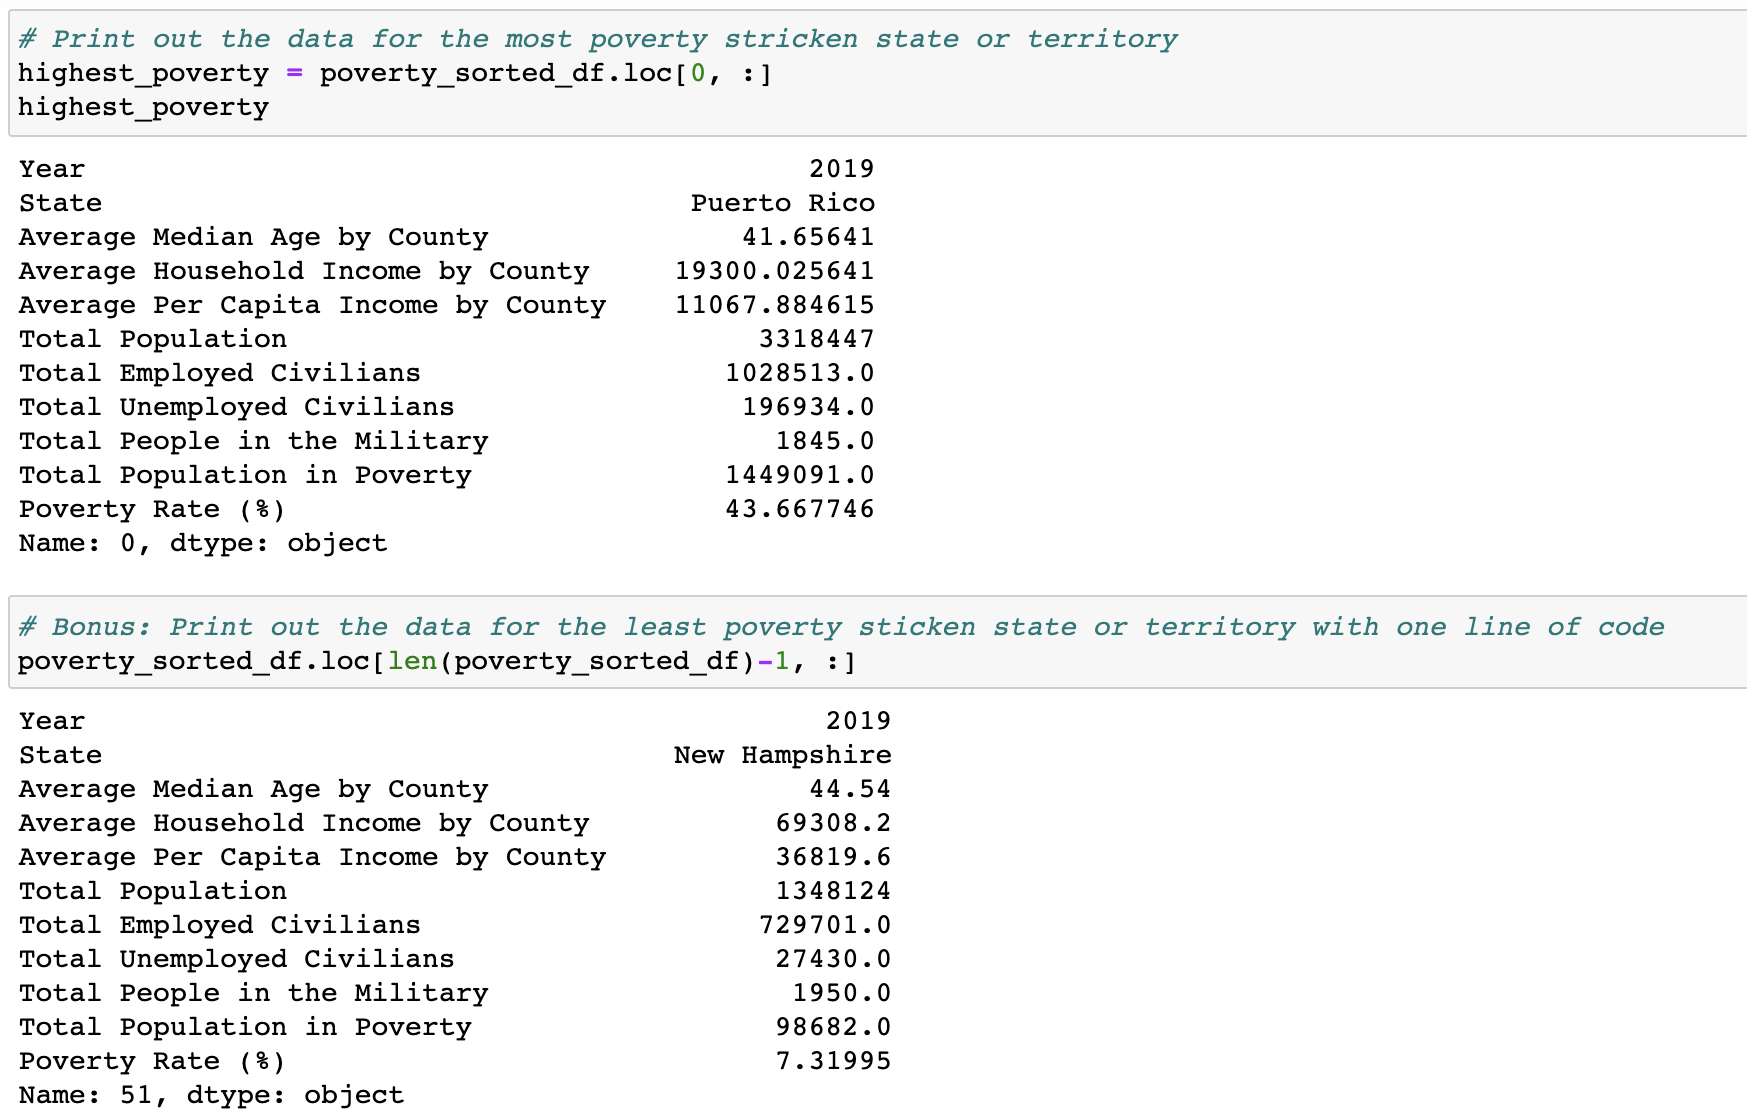 # Print out the data for the most poverty stricken state or territory
highest_poverty = poverty_sorted_df.loc[0, :]
highest_poverty
Year 2019
State Puerto Rico
Average Median Age by County 41.65641
Average Household Income by County 19300.025641
Average Per Capita Income by County 11067.884615
Total Population 3318447
Total Employed Civilians 1028513.0
Total Unemployed Civilians 196934.0
Total People in the Military 1845.0
Total Population in Poverty 1449091.0
Poverty Rate (%) 43.667746
Name: 0, dtype: object
# Bonus: Print out the data for the least poverty sticken state or territory with one line of code
poverty_sorted_df.loc[len(poverty_sorted_df)-1, :]
Year 2019
State New Hampshire
Average Median Age by County 44.54
Average Household Income by County 69308.2
Average Per Capita Income by County 36819.6
Total Population 1348124
Total Employed Civilians 729701.0
Total Unemployed Civilians 27430.0
Total People in the Military 1950.0
Total Population in Poverty 98682.0
Poverty Rate (%) 7.31995
Name: 51, dtype: object